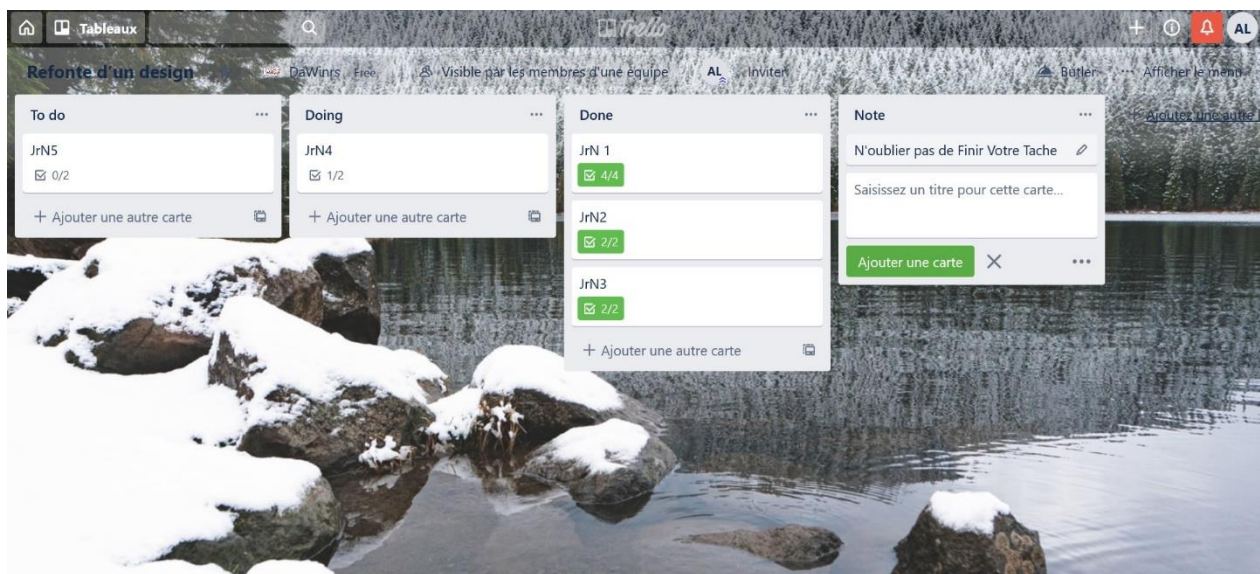 Tableaux
Trello
AL
Refonte d'un design
DaWinrs Free
Visible par les membres d'une équipe
AL
Inviter
Butler
Afficher le menu
To do
JrN5
0/2
Ajouter une autre carte
Doing
JrN4
1/2
Ajouter une autre carte
Done
JrN 1
4/4
JrN2
2/2
JrN3
2/2
Ajouter une autre carte
Note
N'oublier pas de Finir Votre Tache
Saisissez un titre pour cette carte...
Ajouter une carte
Ajoutez une autre